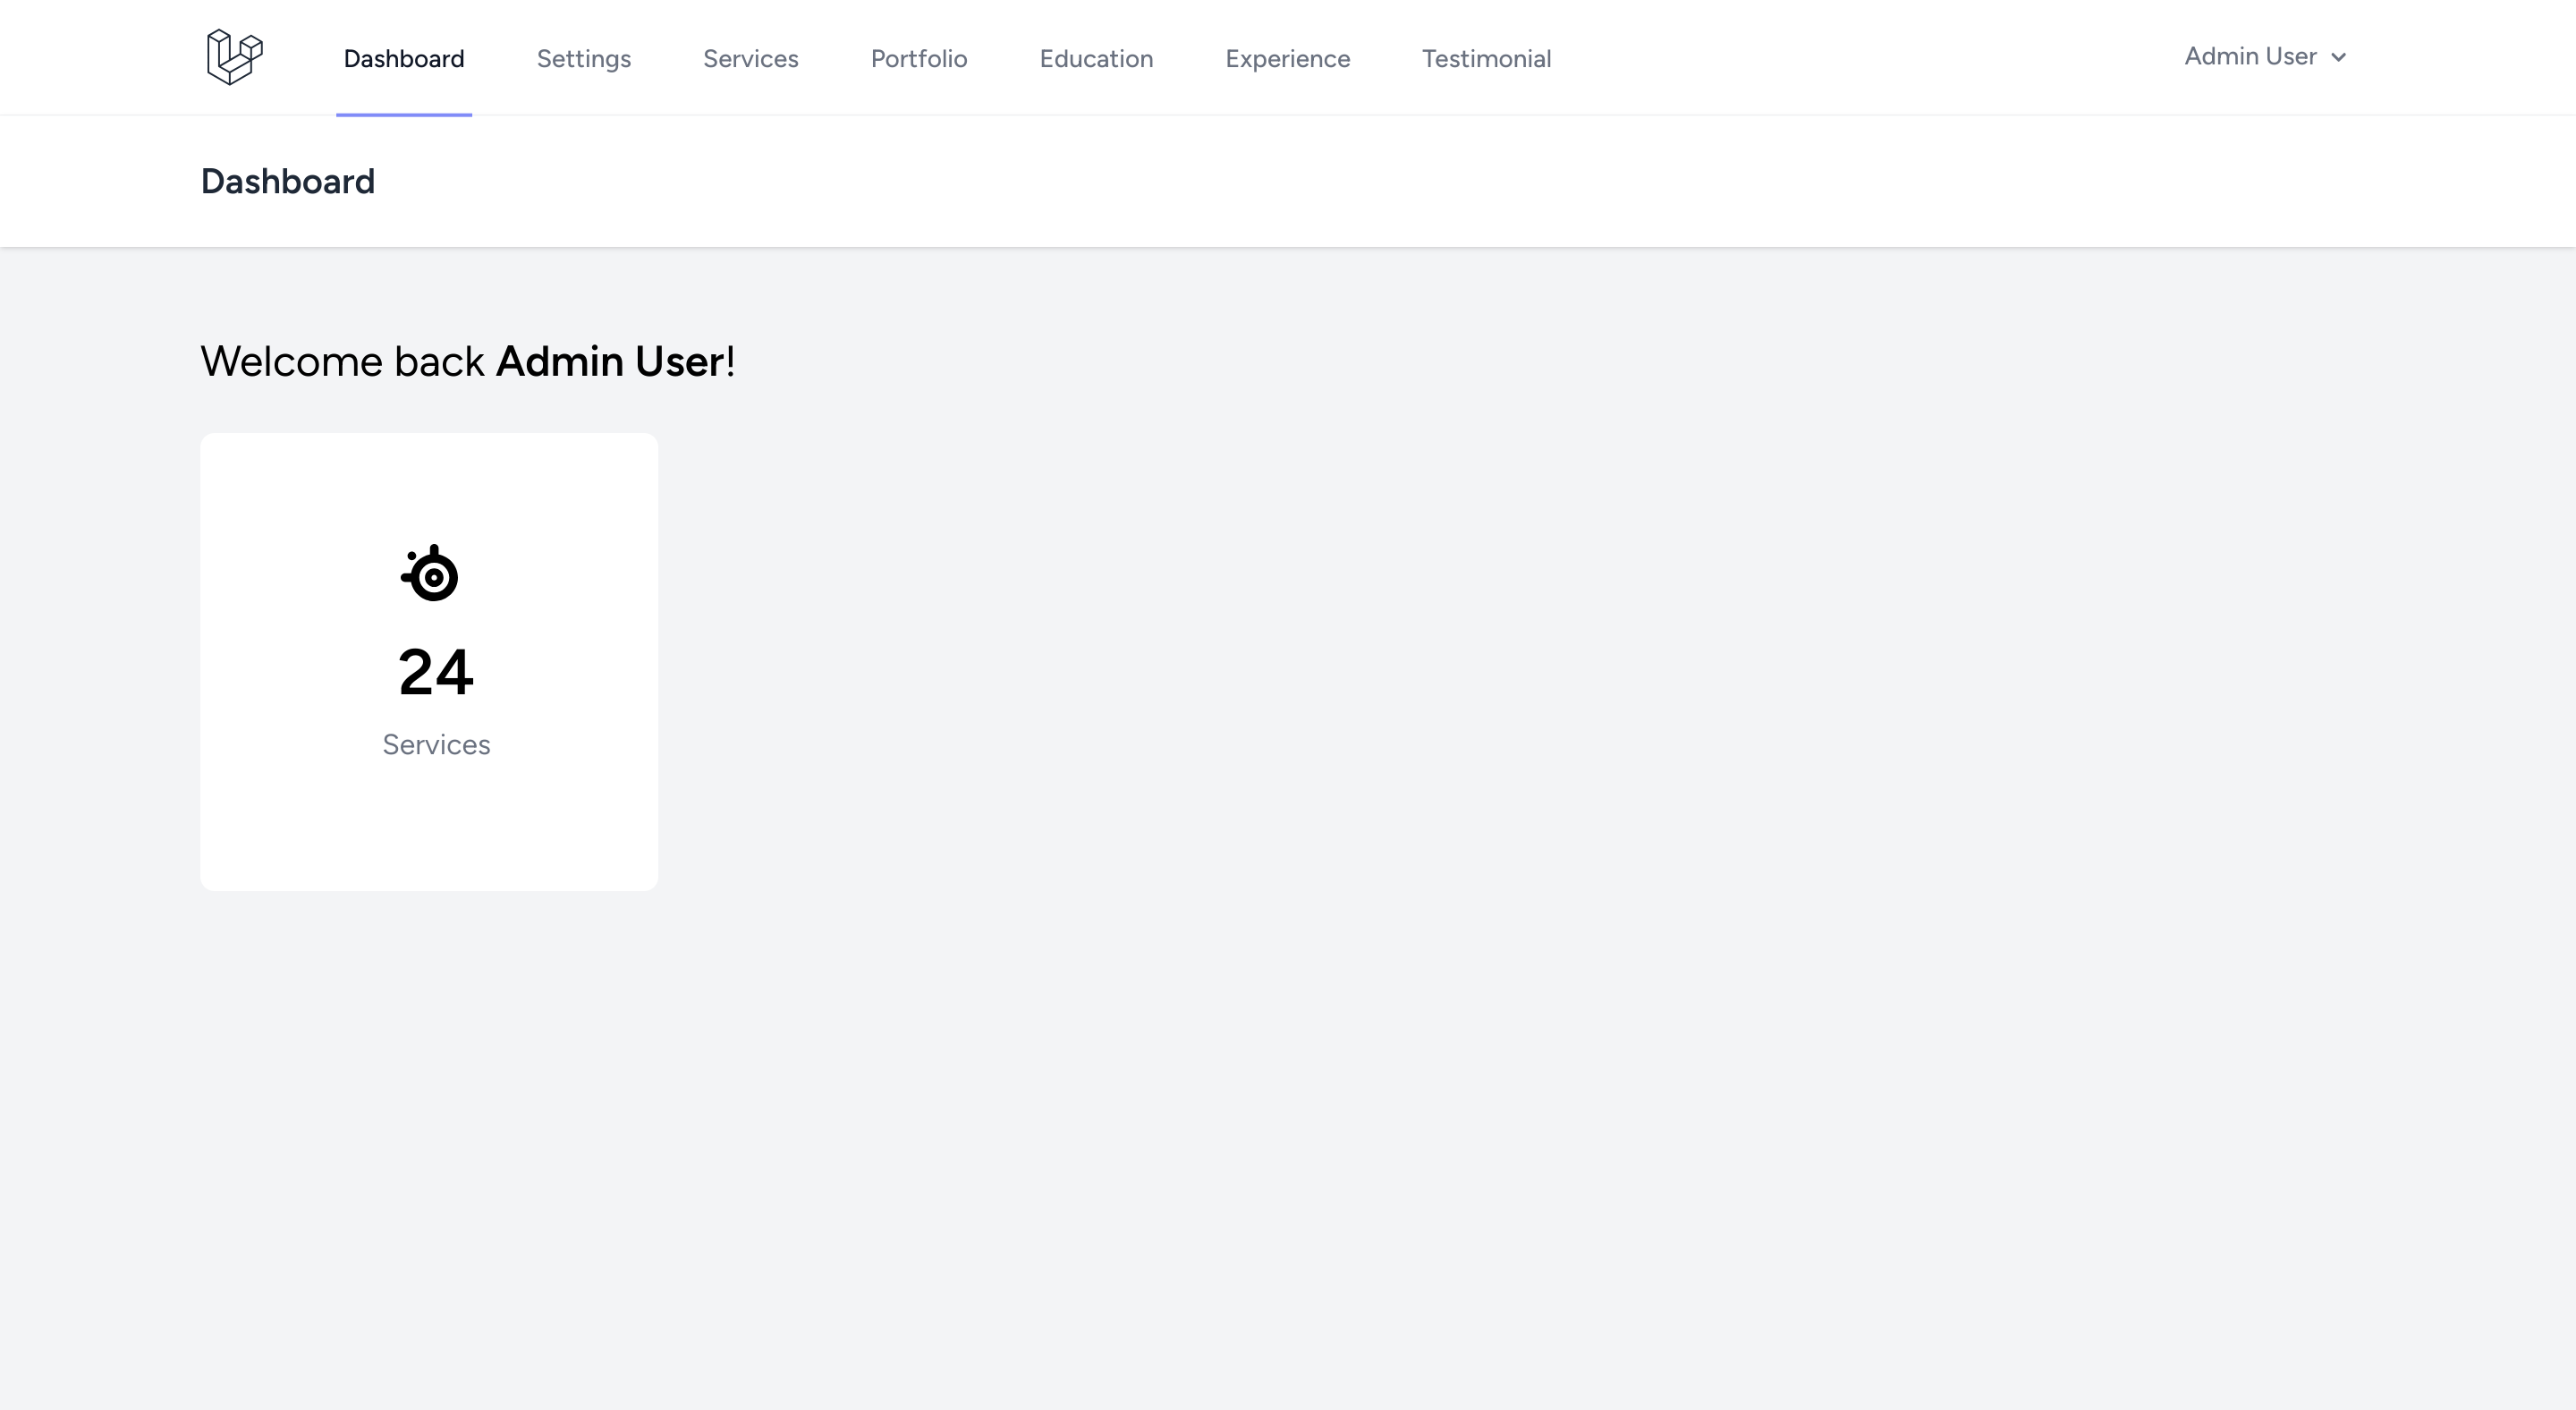 Dashboard Settings Services Portfolio Education Experience Testimonial Admin User
Dashboard
Welcome back Admin User!
24
Services